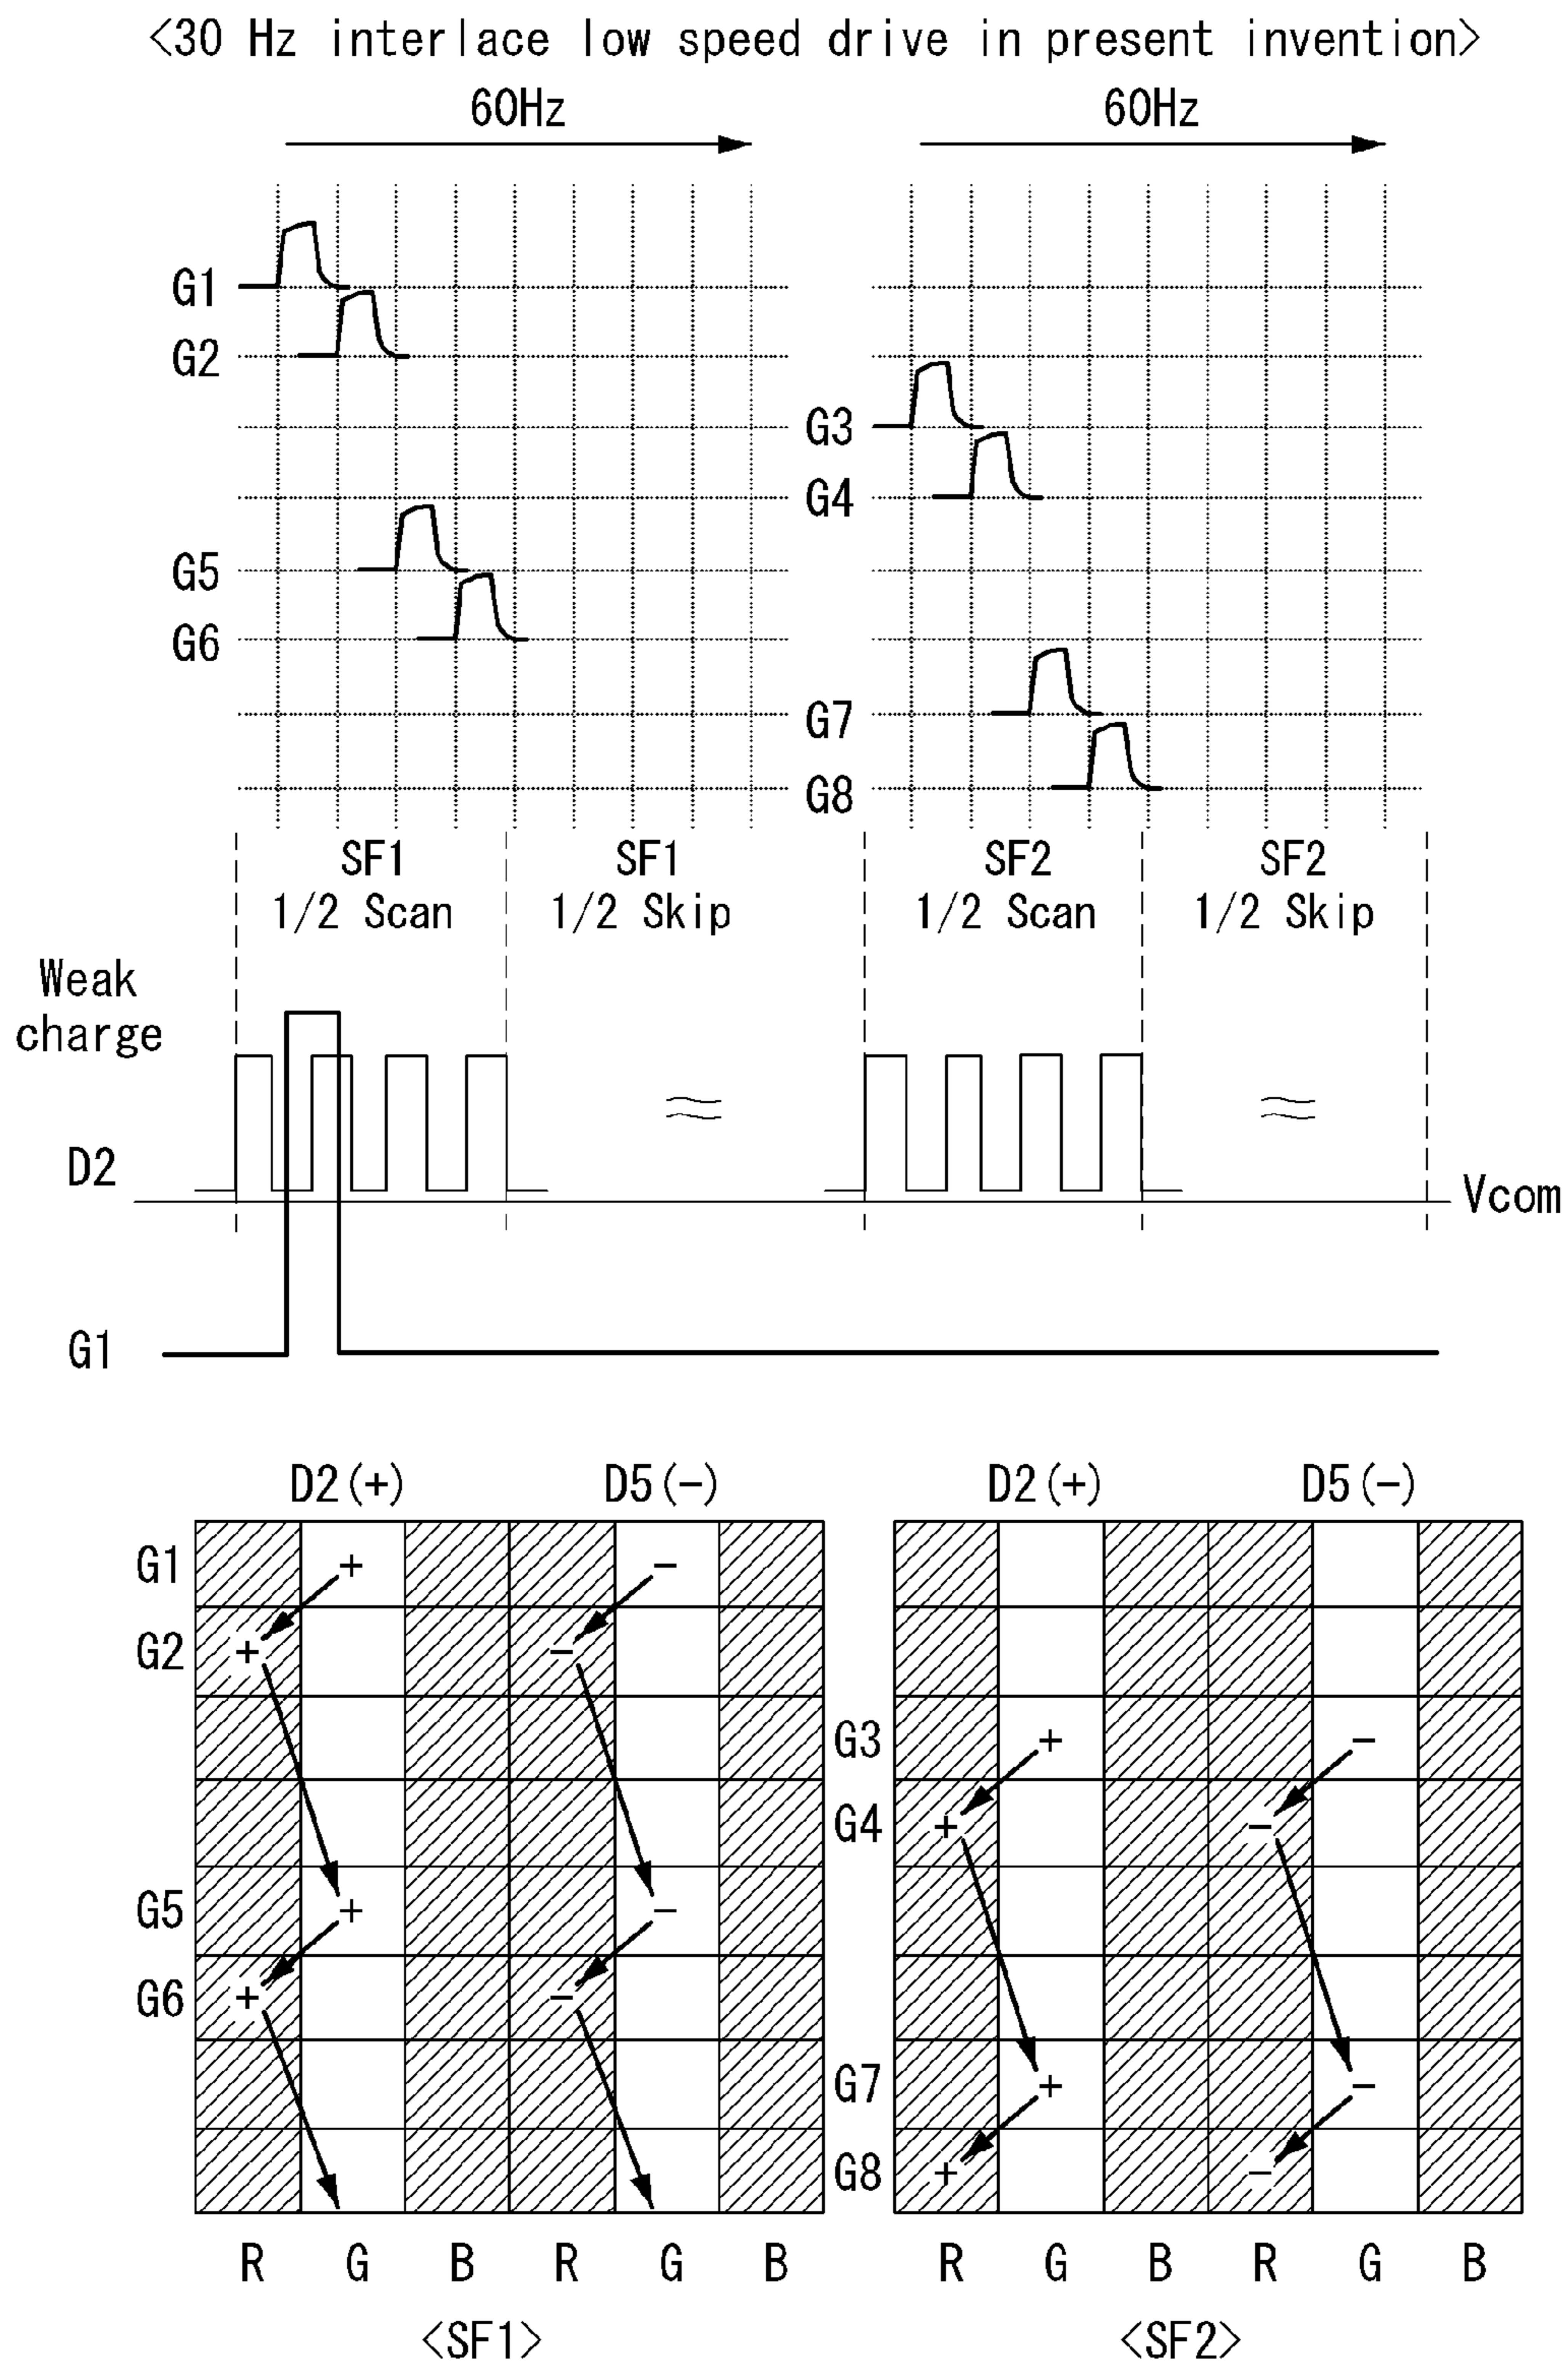 <30 Hz interlace low speed drive in present invention>
60Hz 60Hz
G1
G2
G3
G4
G5
G6
G7
G8
SF1 SF1 SF2 SF2
1/2 Scan 1/2 Skip 1/2 Scan 1/2 Skip
Weak
charge
D2
Vcom
G1
D2(+) D5(−) D2(+) D5(−)
G1 + −
G2 + −
G3 + −
G4 + −
G5 + −
G6 + −
G7 + −
G8 + −
R G B R G B R G B R G B
<SF1> <SF2>